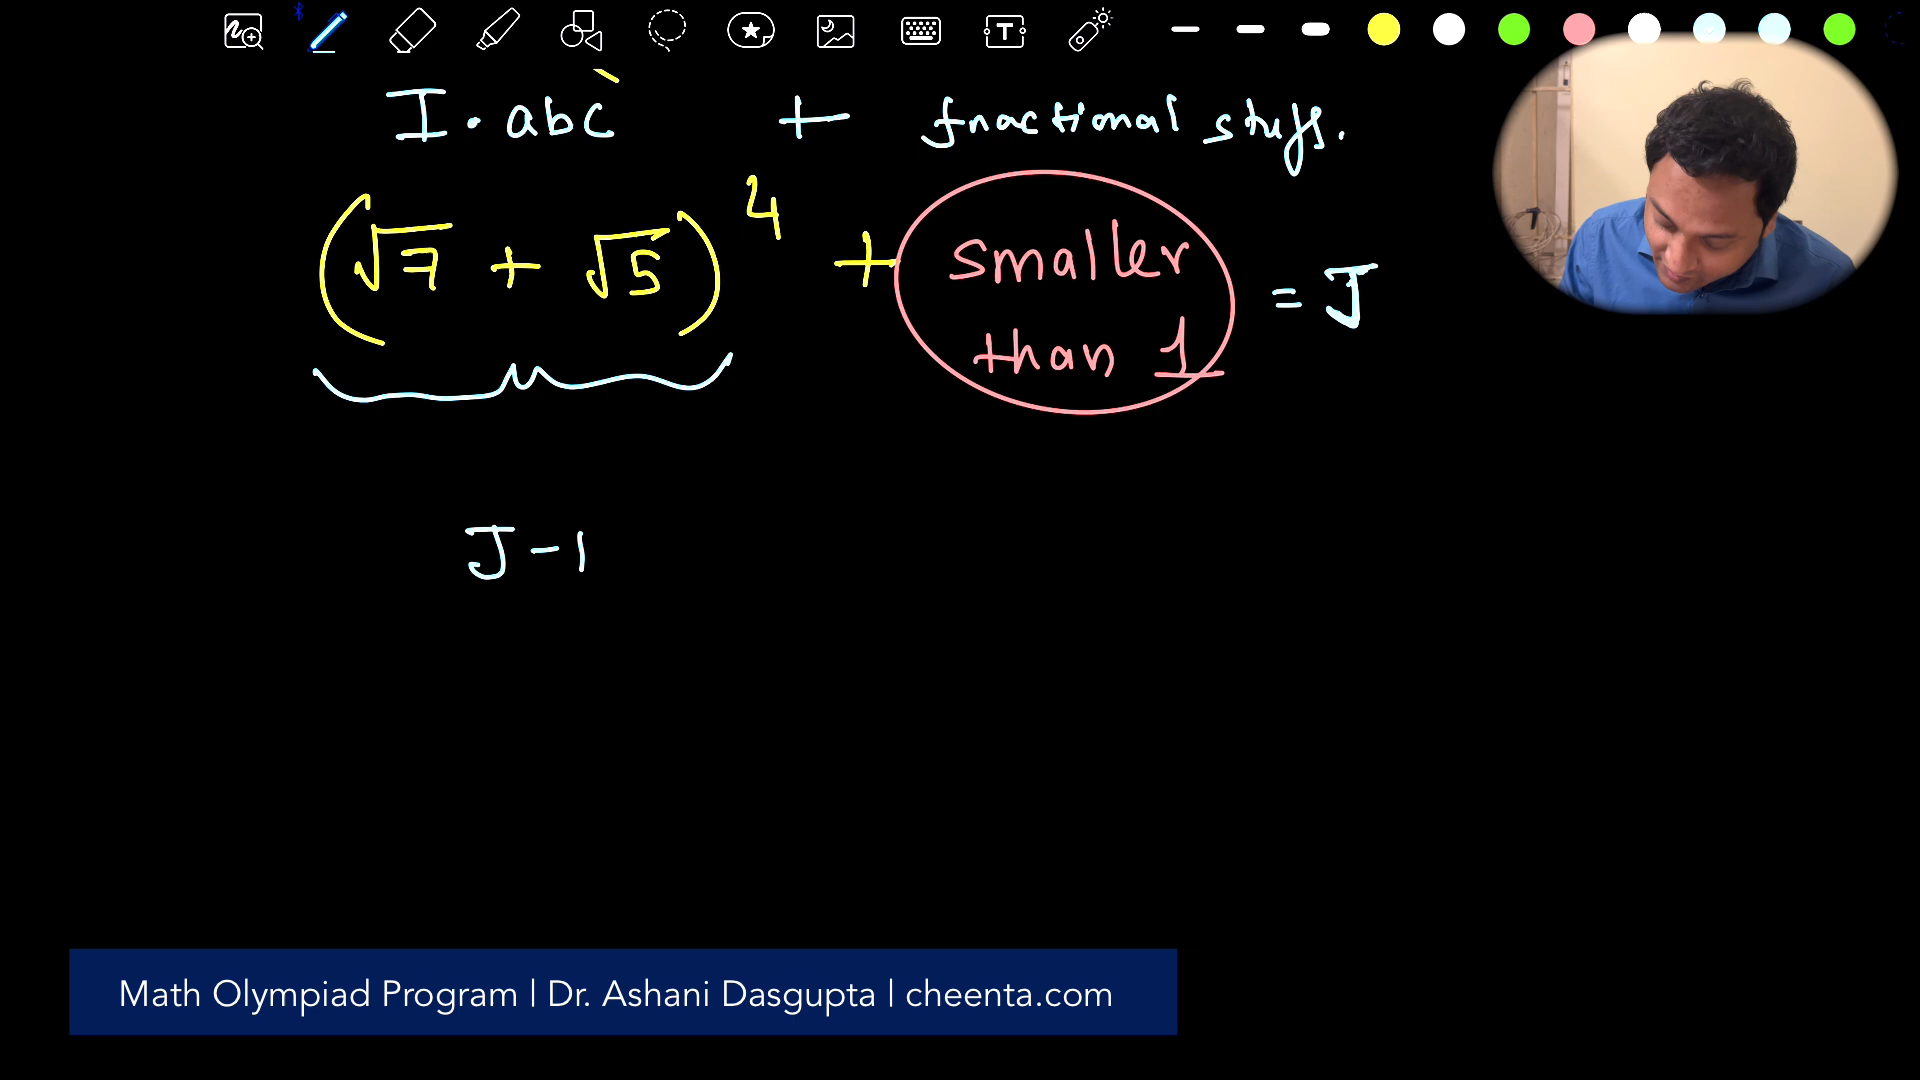 I.abc + fractional stuff.
(√7 + √5)^4 + smaller than 1 = J
J-1
Math Olympiad Program | Dr. Ashani Dasgupta | cheenta.com